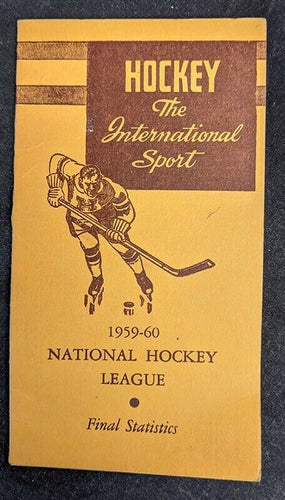 HOCKEY
The
International
Sport
1959-60
NATIONAL HOCKEY
LEAGUE
Final Statistics